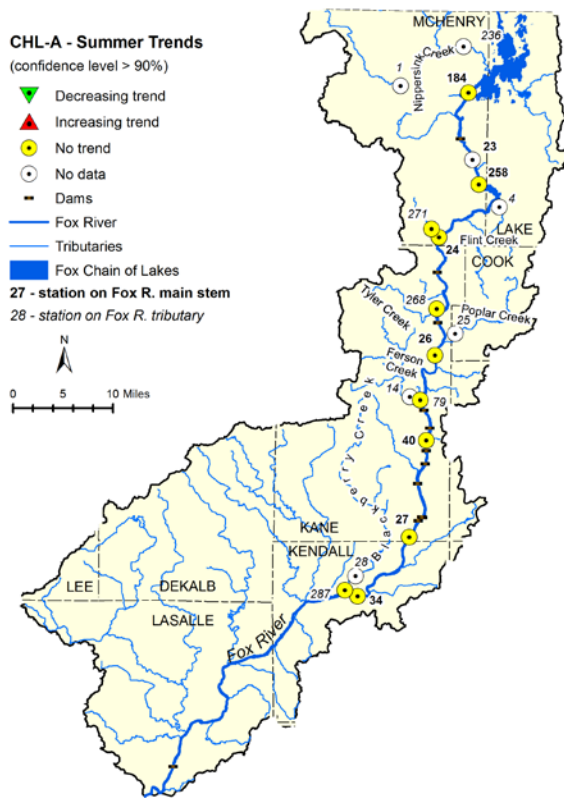 CHL-A - Summer Trends
(confidence level > 90%)
Decreasing trend
Increasing trend
No trend
No data
Dams
Fox River
Tributaries
Fox Chain of Lakes
27 - station on Fox R. main stem
28 - station on Fox R. tributary
N
0 5 10 Miles
MCHENRY
236
Nippersink Creek
1
184
23
258
4
271
LAKE
Flint Creek
24
COOK
268
Tyler Creek
Poplar Creek
25
26
Ferson
Creek
14
79
40
Blackberry Creek
27
KANE
KENDALL
28
287
34
LEE
DEKALB
LASALLE
Fox River